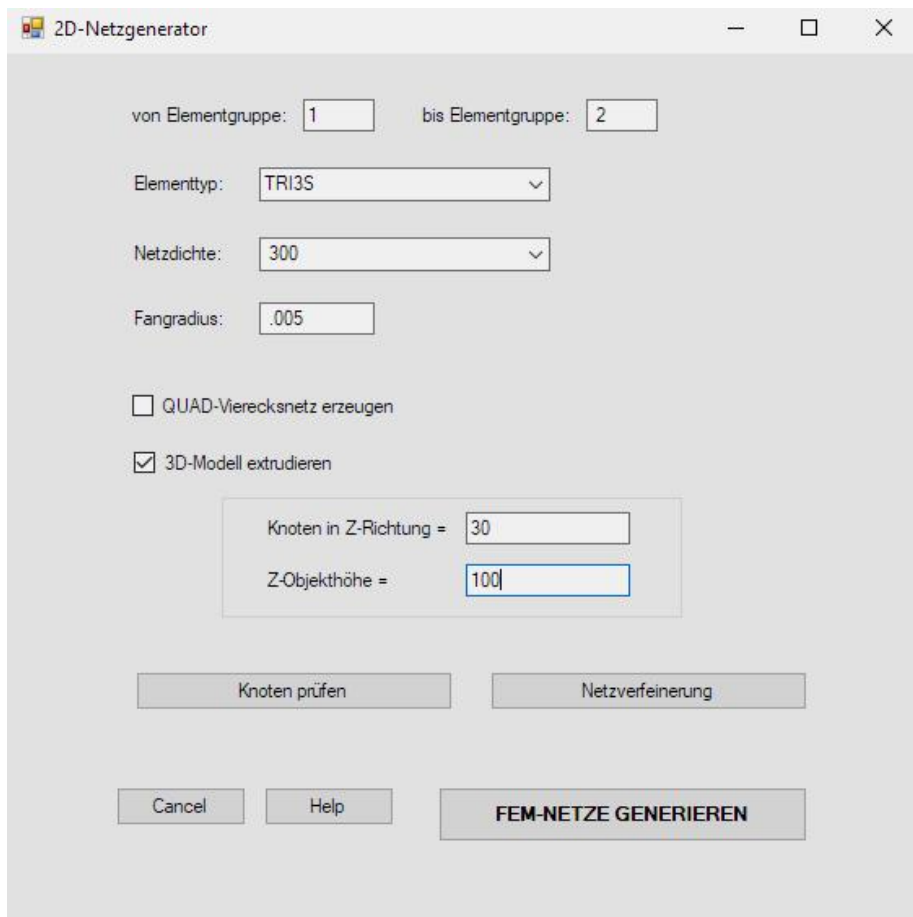 2D-Netzgenerator
von Elementgruppe: 1 bis Elementgruppe: 2
Elementtyp: TRI3S
Netzdichte: 300
Fangradius: .005
QUAD-Vierecksnetz erzeugen
3D-Modell extrudieren
Knoten in Z-Richtung = 30
Z-Objekthöhe = 100
Knoten prüfen Netzverfeinerung
Cancel Help FEM-NETZE GENERIEREN